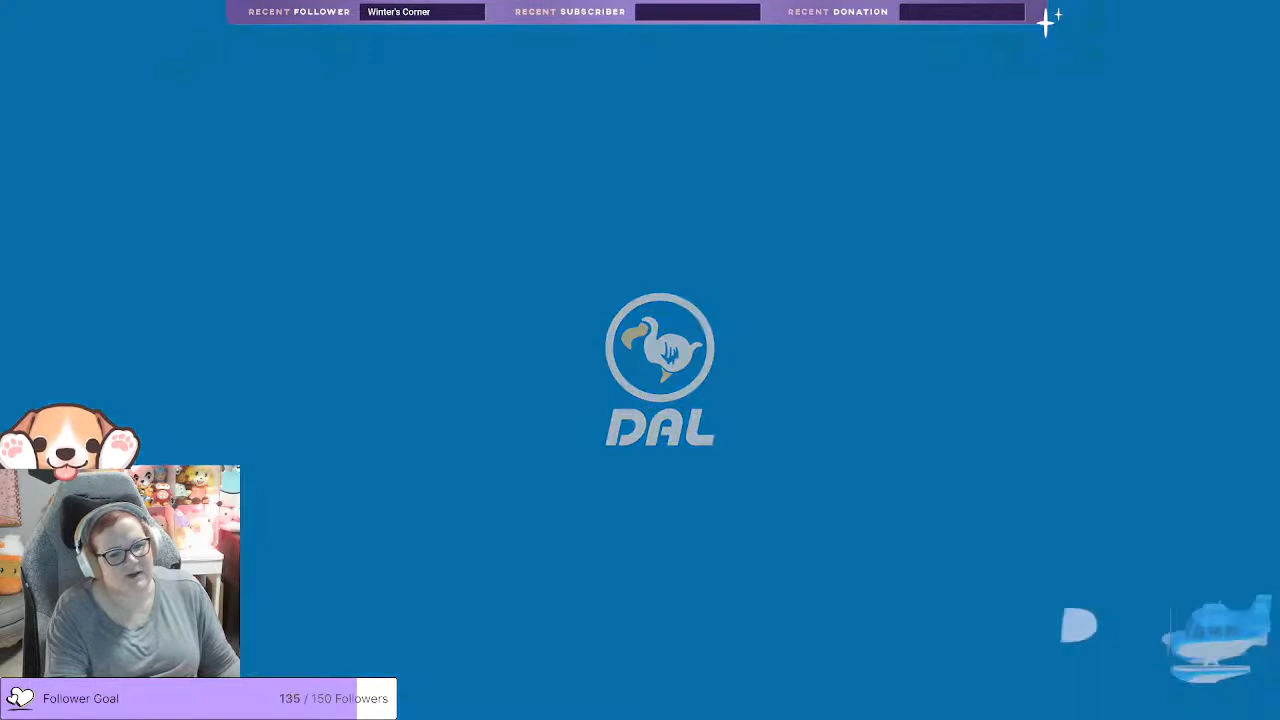 RECENT FOLLOWER Winter's Corner RECENT SUBSCRIBER RECENT DONATION
DAL
Follower Goal 135 / 150 Followers